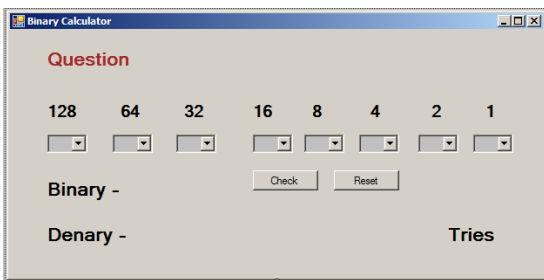 Binary Calculator
Question
128 64 32 16 8 4 2 1
Check Reset
Binary -
Denary - Tries